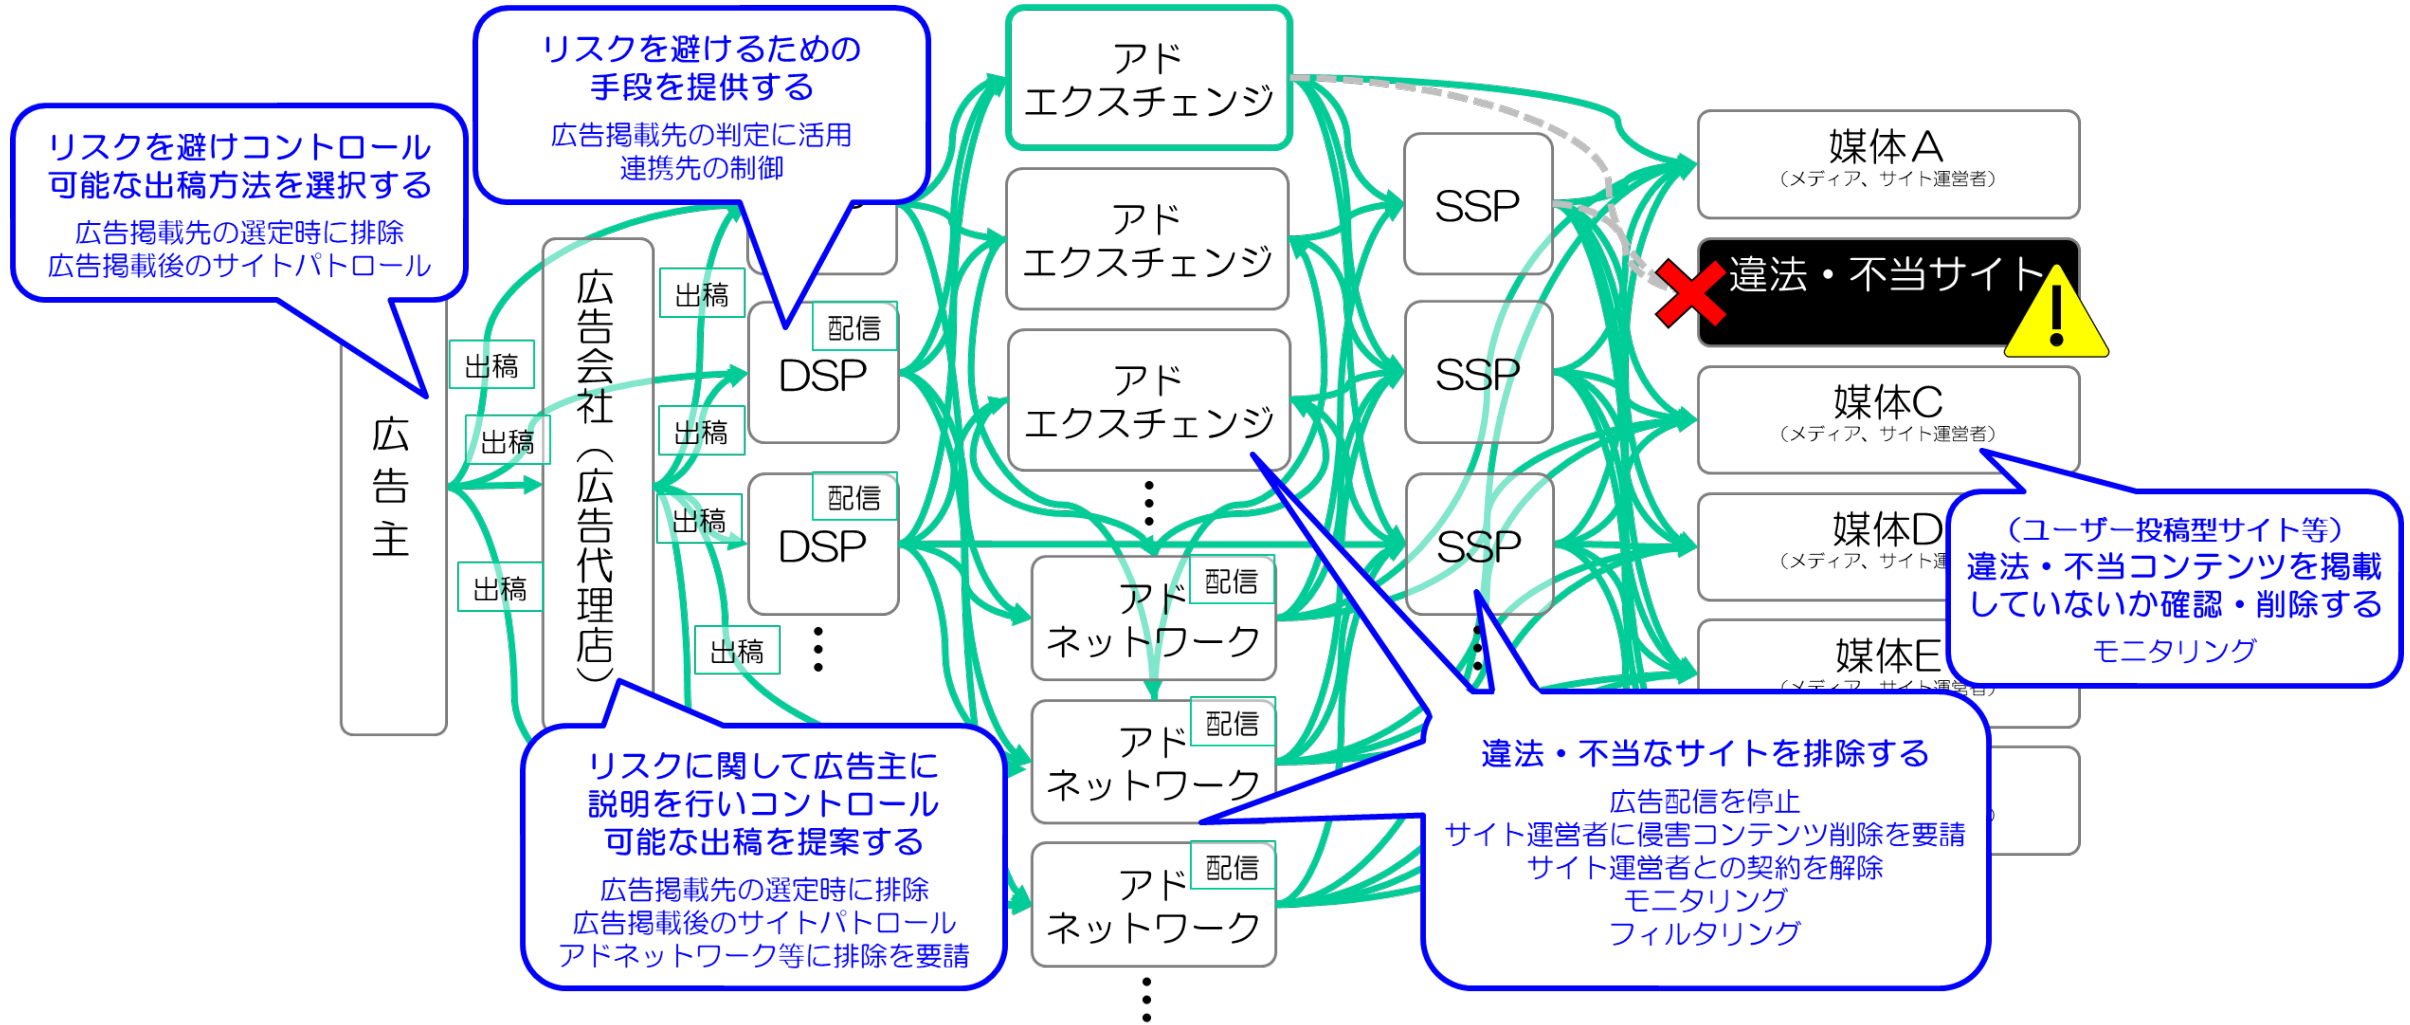 リスクを避けコントロール
可能な出稿方法を選択する
広告掲載先の選定時に排除
広告掲載後のサイトパトロール
リスクを避けるための
手段を提供する
広告掲載先の判定に活用
連携先の制御
広告主
出稿
出稿
出稿
広告会社（広告代理店）
出稿
出稿
出稿
出稿
配信
DSP
配信
DSP
リスクに関して広告主に
説明を行いコントロール
可能な出稿を提案する
広告掲載先の選定時に排除
広告掲載後のサイトパトロール
アドネットワーク等に排除を要請
アド
エクスチェンジ
アド
エクスチェンジ
アド
エクスチェンジ
配信
アド
ネットワーク
配信
アド
ネットワーク
配信
アド
ネットワーク
SSP
SSP
SSP
媒体A
（メディア、サイト運営者）
違法・不当サイト
媒体C
（メディア、サイト運営者）
媒体D
（メディア、サイト運
媒体E
（メディア、サイト運営者）
（ユーザー投稿型サイト等）
違法・不当コンテンツを掲載
していないか確認・削除する
モニタリング
違法・不当なサイトを排除する
広告配信を停止
サイト運営者に侵害コンテンツ削除を要請
サイト運営者との契約を解除
モニタリング
フィルタリング